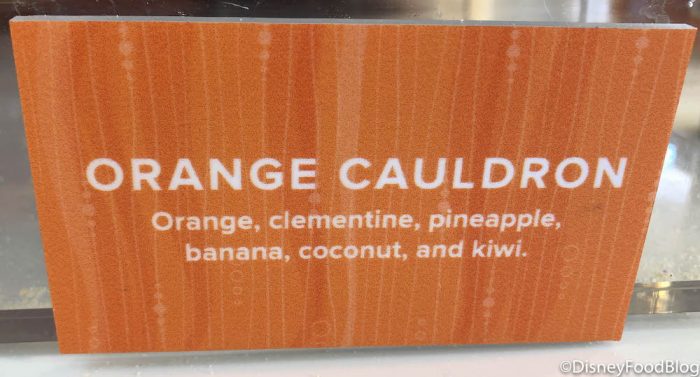 ORANGE CAULDRON
Orange, clementine, pineapple,
banana, coconut, and kiwi.
©DisneyFoodBlog